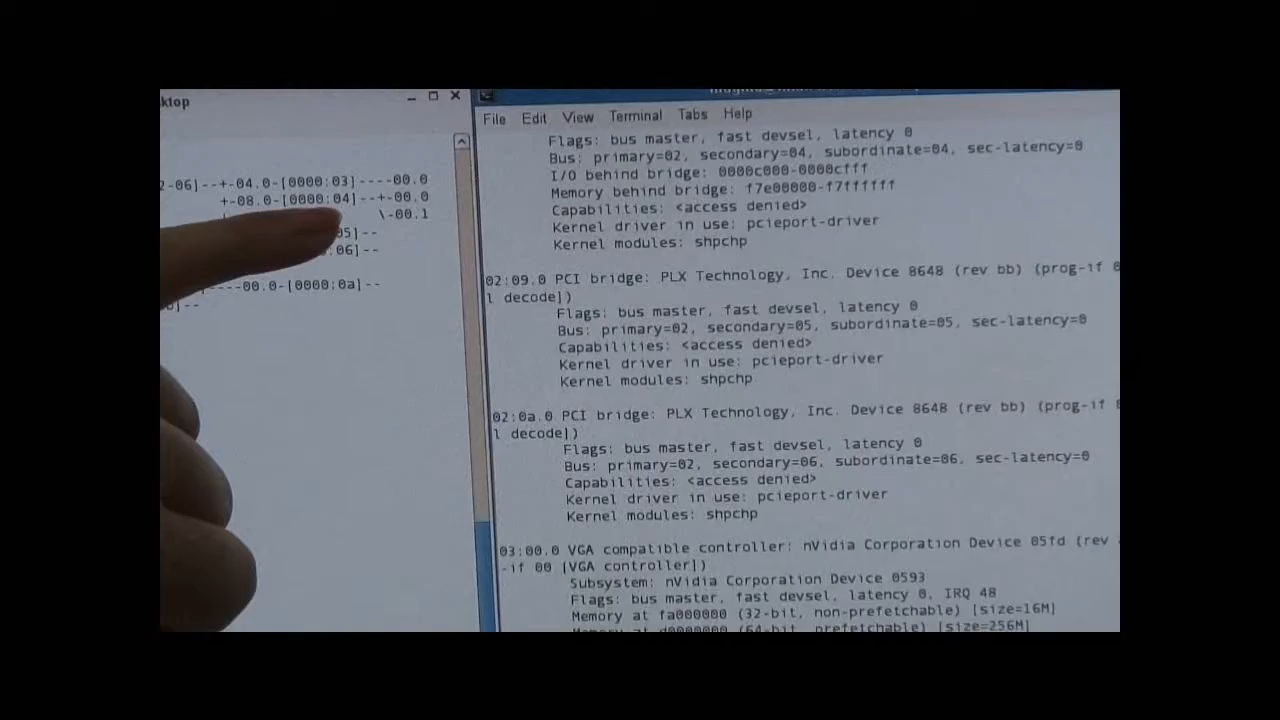 ktop
2-06]--+-04.0-[0000:03]----00.0
+-08.0-[0000:04]--+-00.0
\-00.1
05]--
.06]--
----00.0-[0000:0a]--
File Edit View Terminal Tabs Help
Flags: bus master, fast devsel, latency 0
Bus: primary=02, secondary=04, subordinate=04, sec-latency=0
I/O behind bridge: 0000c000-0000cfff
Memory behind bridge: f7e00000-f7ffffff
Capabilities: <access denied>
Kernel driver in use: pcieport-driver
Kernel modules: shpchp
02:09.0 PCI bridge: PLX Technology, Inc. Device 8648 (rev bb) (prog-if 0
l decode])
Flags: bus master, fast devsel, latency 0
Bus: primary=02, secondary=05, subordinate=05, sec-latency=0
Capabilities: <access denied>
Kernel driver in use: pcieport-driver
Kernel modules: shpchp
02:0a.0 PCI bridge: PLX Technology, Inc. Device 8648 (rev bb) (prog-if 0
l decode])
Flags: bus master, fast devsel, latency 0
Bus: primary=02, secondary=06, subordinate=06, sec-latency=0
Capabilities: <access denied>
Kernel driver in use: pcieport-driver
Kernel modules: shpchp
03:00.0 VGA compatible controller: nVidia Corporation Device 05fd (rev
-if 00 [VGA controller])
Subsystem: nVidia Corporation Device 0593
Flags: bus master, fast devsel, latency 0, IRQ 48
Memory at fa000000 (32-bit, non-prefetchable) [size=16M]
Memory at d0000000 (64-bit, prefetchable) [size=256M]